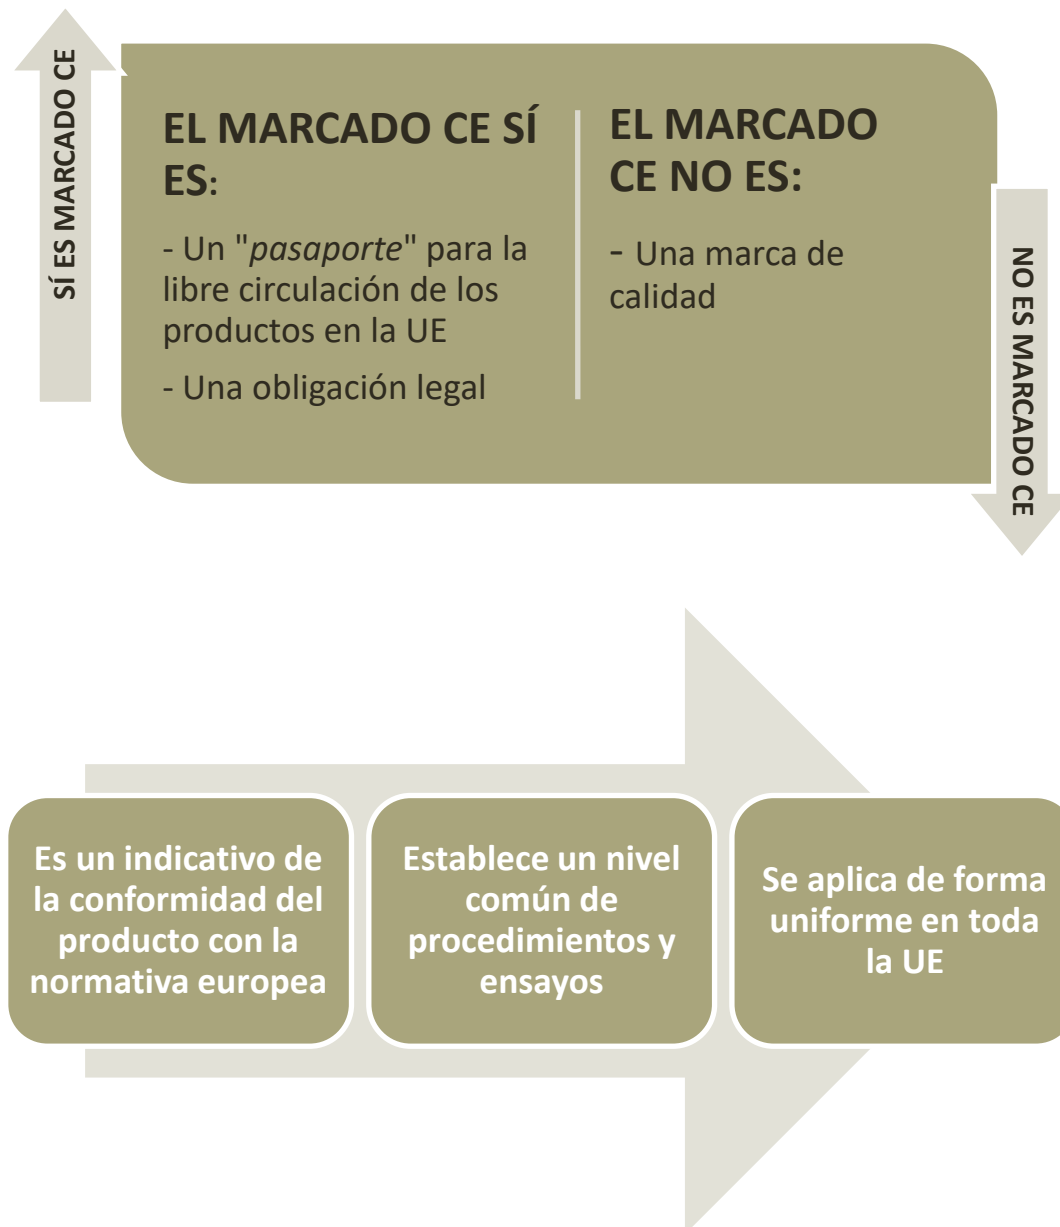 SÍ ES MARCADO CE
EL MARCADO CE SÍ
ES:
- Un "pasaporte" para la
libre circulación de los
productos en la UE
- Una obligación legal
EL MARCADO
CE NO ES:
- Una marca de
calidad
NO ES MARCADO CE
Es un indicativo de
la conformidad del
producto con la
normativa europea
Establece un nivel
común de
procedimientos y
ensayos
Se aplica de forma
uniforme en toda
la UE